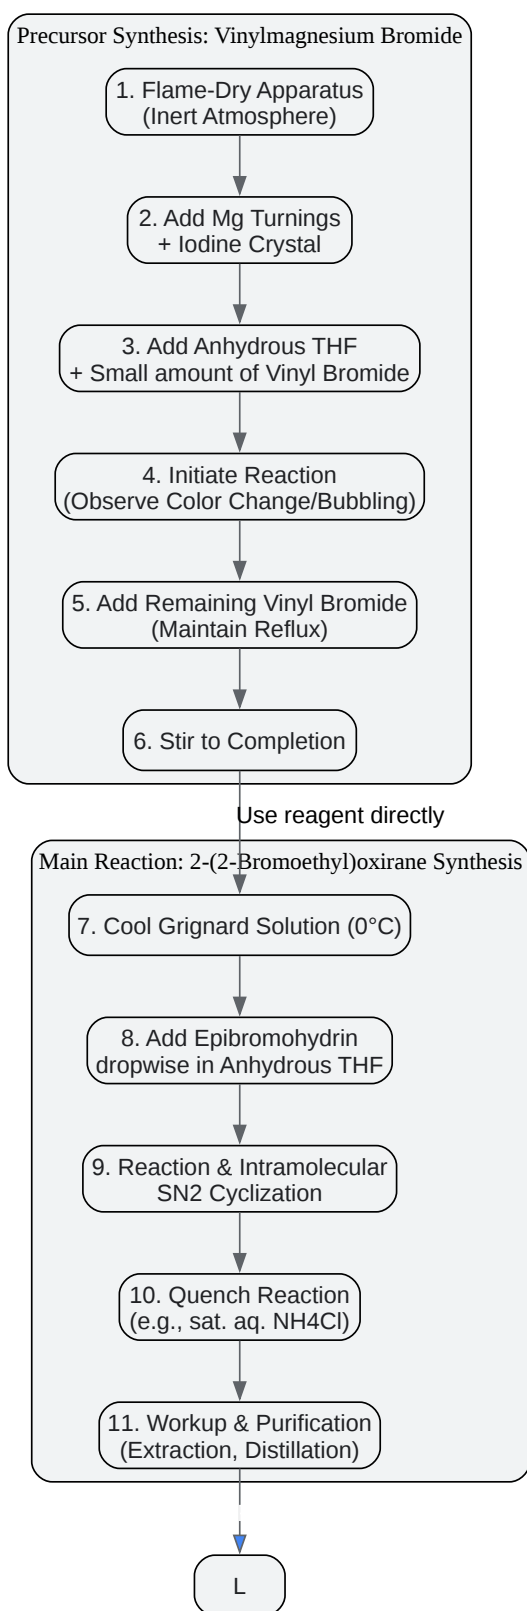 Precursor Synthesis: Vinylmagnesium Bromide
1. Flame-Dry Apparatus
(Inert Atmosphere)
2. Add Mg Turnings
+ Iodine Crystal
3. Add Anhydrous THF
+ Small amount of Vinyl Bromide
4. Initiate Reaction
(Observe Color Change/Bubbling)
5. Add Remaining Vinyl Bromide
(Maintain Reflux)
6. Stir to Completion
Use reagent directly
Main Reaction: 2-(2-Bromoethyl)oxirane Synthesis
7. Cool Grignard Solution (0°C)
8. Add Epibromohydrin
dropwise in Anhydrous THF
9. Reaction & Intramolecular
SN2 Cyclization
10. Quench Reaction
(e.g., sat. aq. NH4Cl)
11. Workup & Purification
(Extraction, Distillation)
L